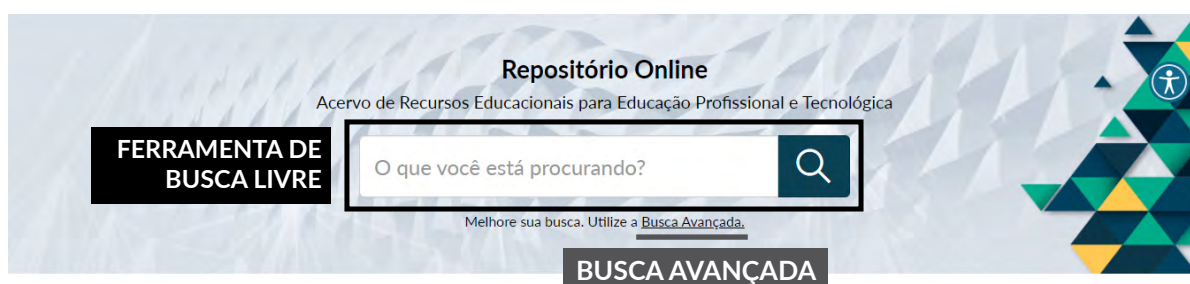 Repositório Online
Acervo de Recursos Educacionais para Educação Profissional e Tecnológica
FERRAMENTA DE
BUSCA LIVRE
O que você está procurando?
Melhore sua busca. Utilize a Busca Avançada.
BUSCA AVANÇADA